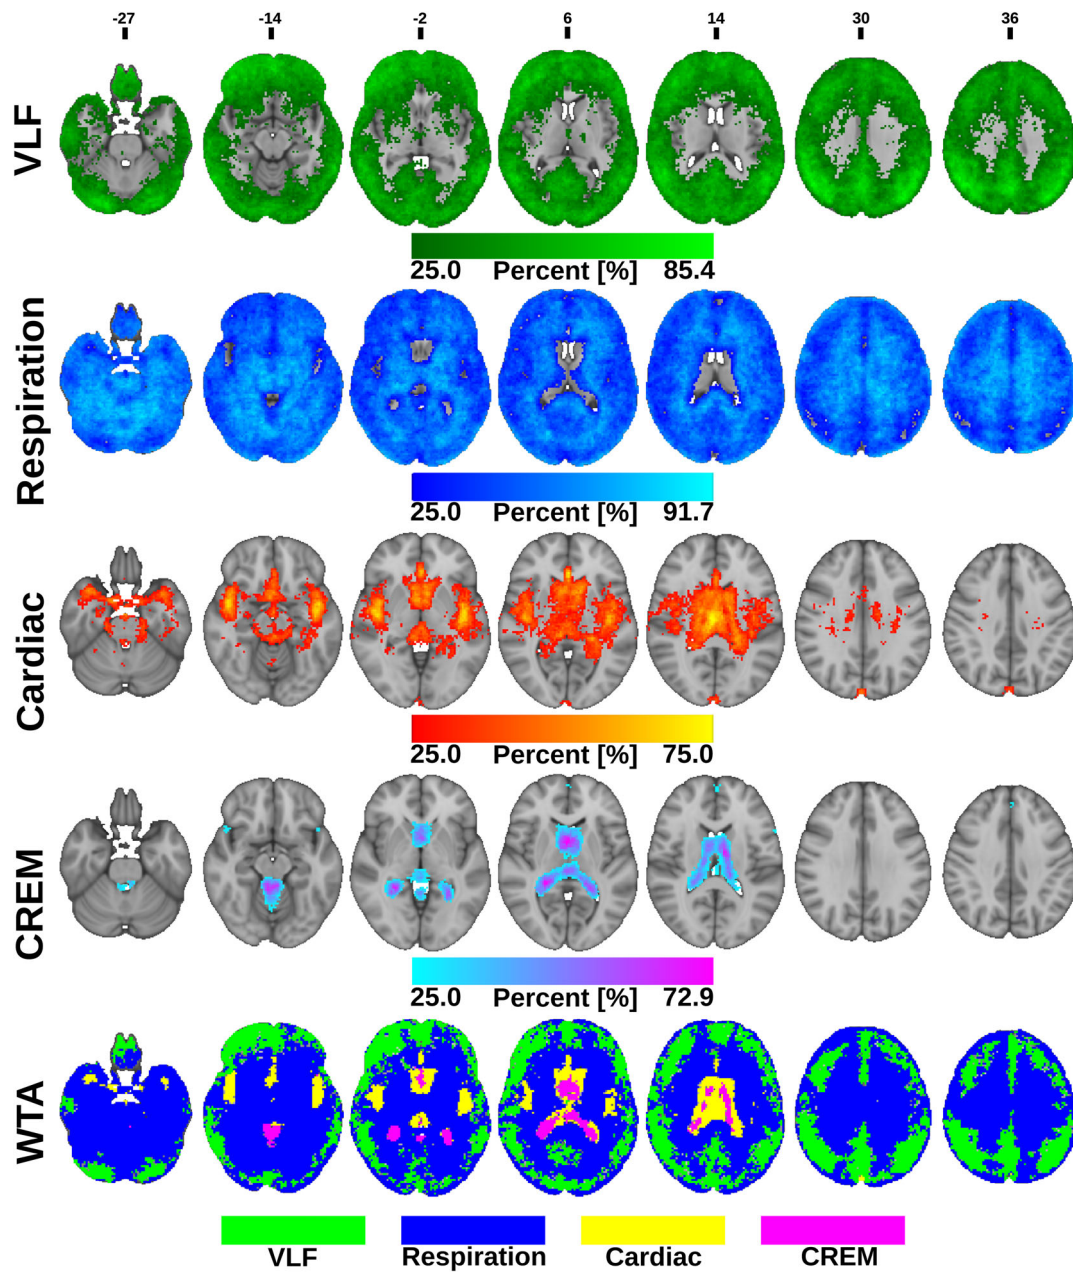 -27 -14 -2 6 14 30 36
VLF
25.0 Percent [%] 85.4
Respiration
25.0 Percent [%] 91.7
Cardiac
25.0 Percent [%] 75.0
CREM
25.0 Percent [%] 72.9
WTA
VLF Respiration Cardiac CREM